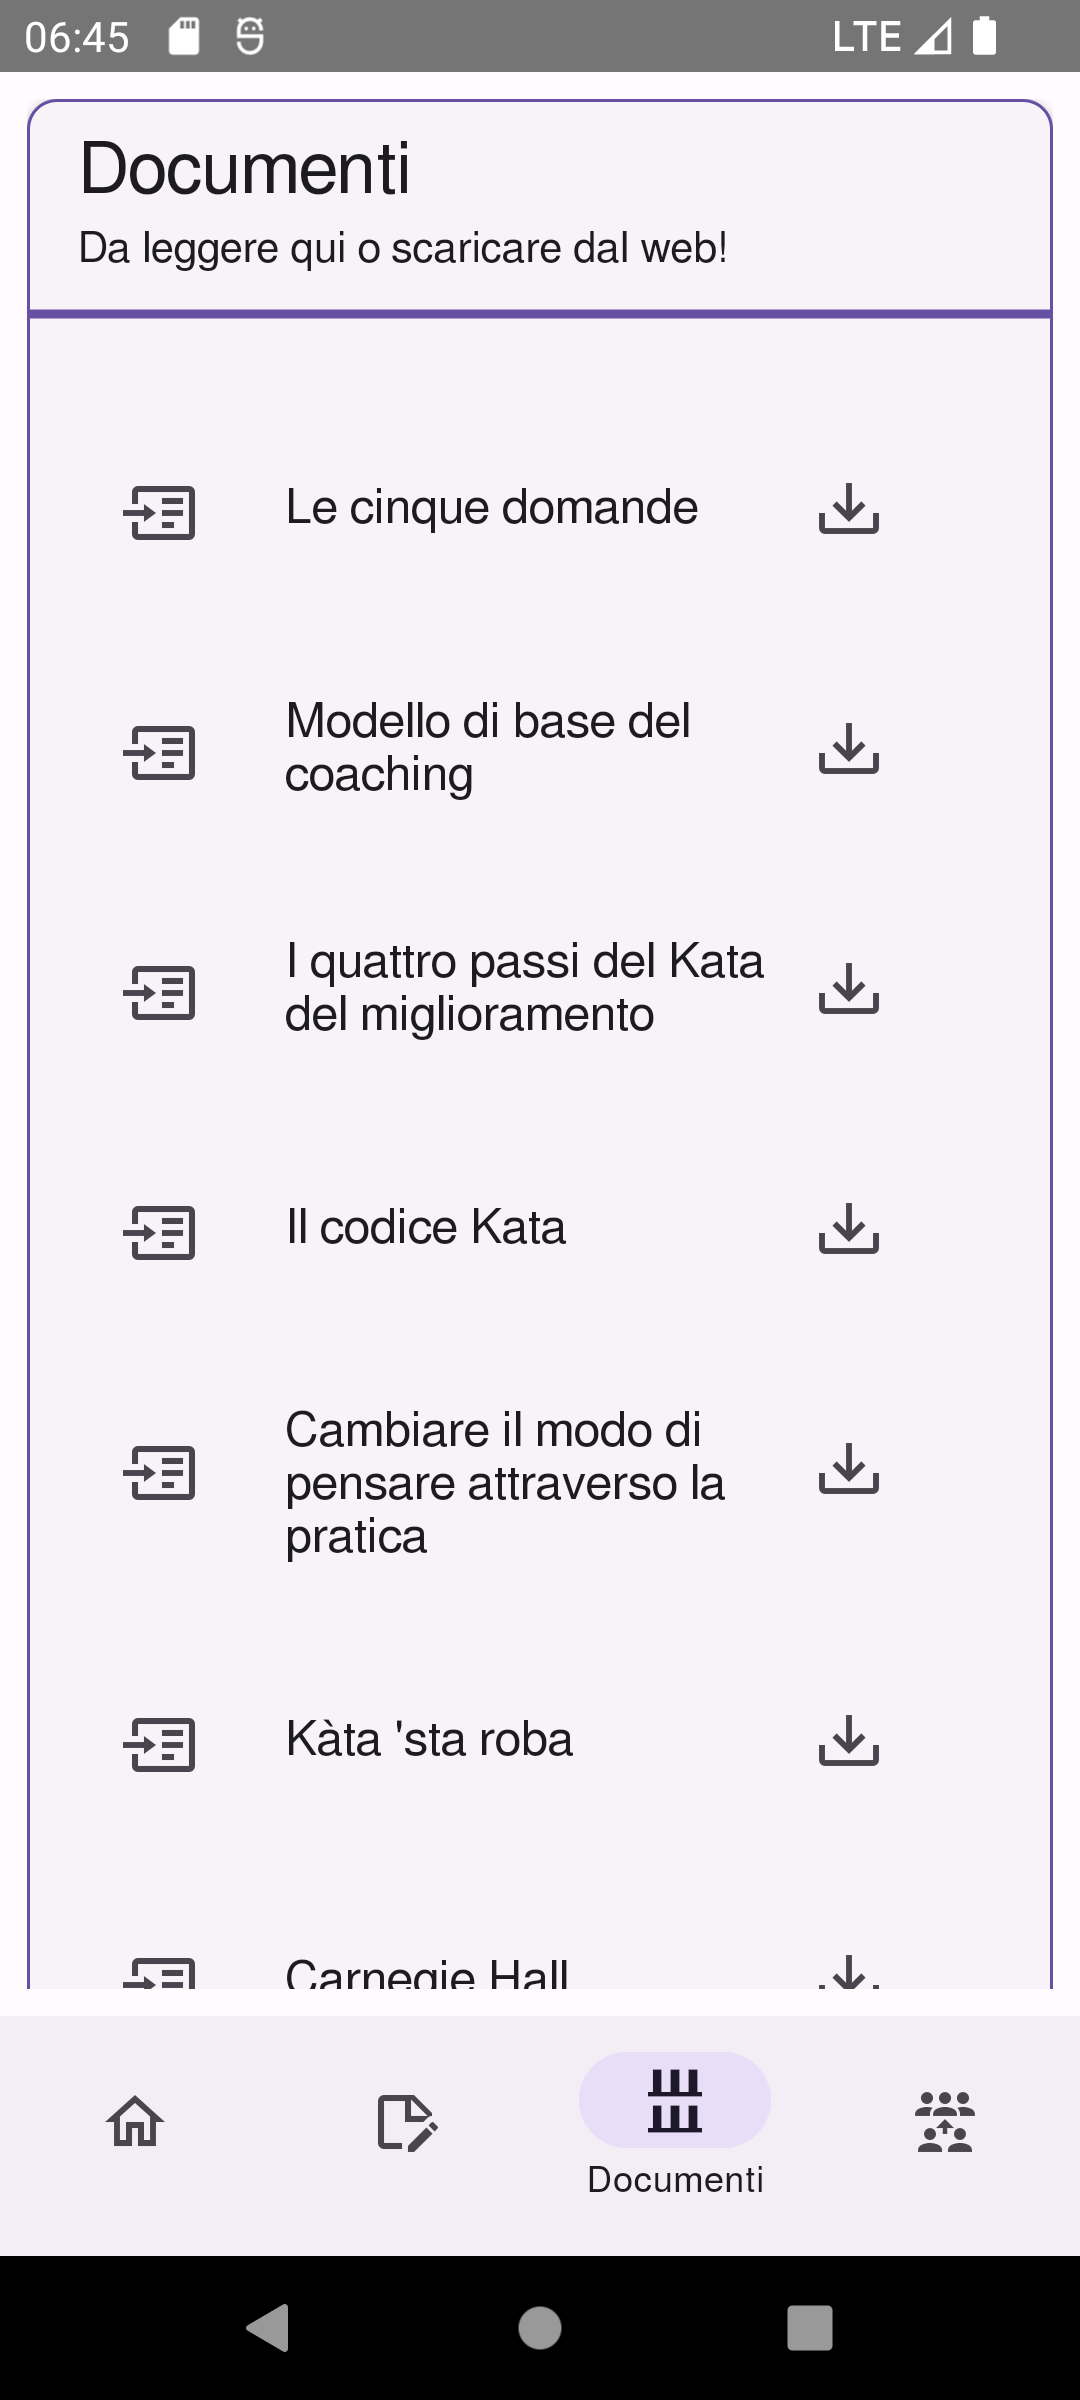 06:45
LTE
Documenti
Da leggere qui o scaricare dal web!
Le cinque domande
Modello di base del
coaching
I quattro passi del Kata
del miglioramento
Il codice Kata
Cambiare il modo di
pensare attraverso la
pratica
Kàta 'sta roba
Carnegie Hall
Documenti